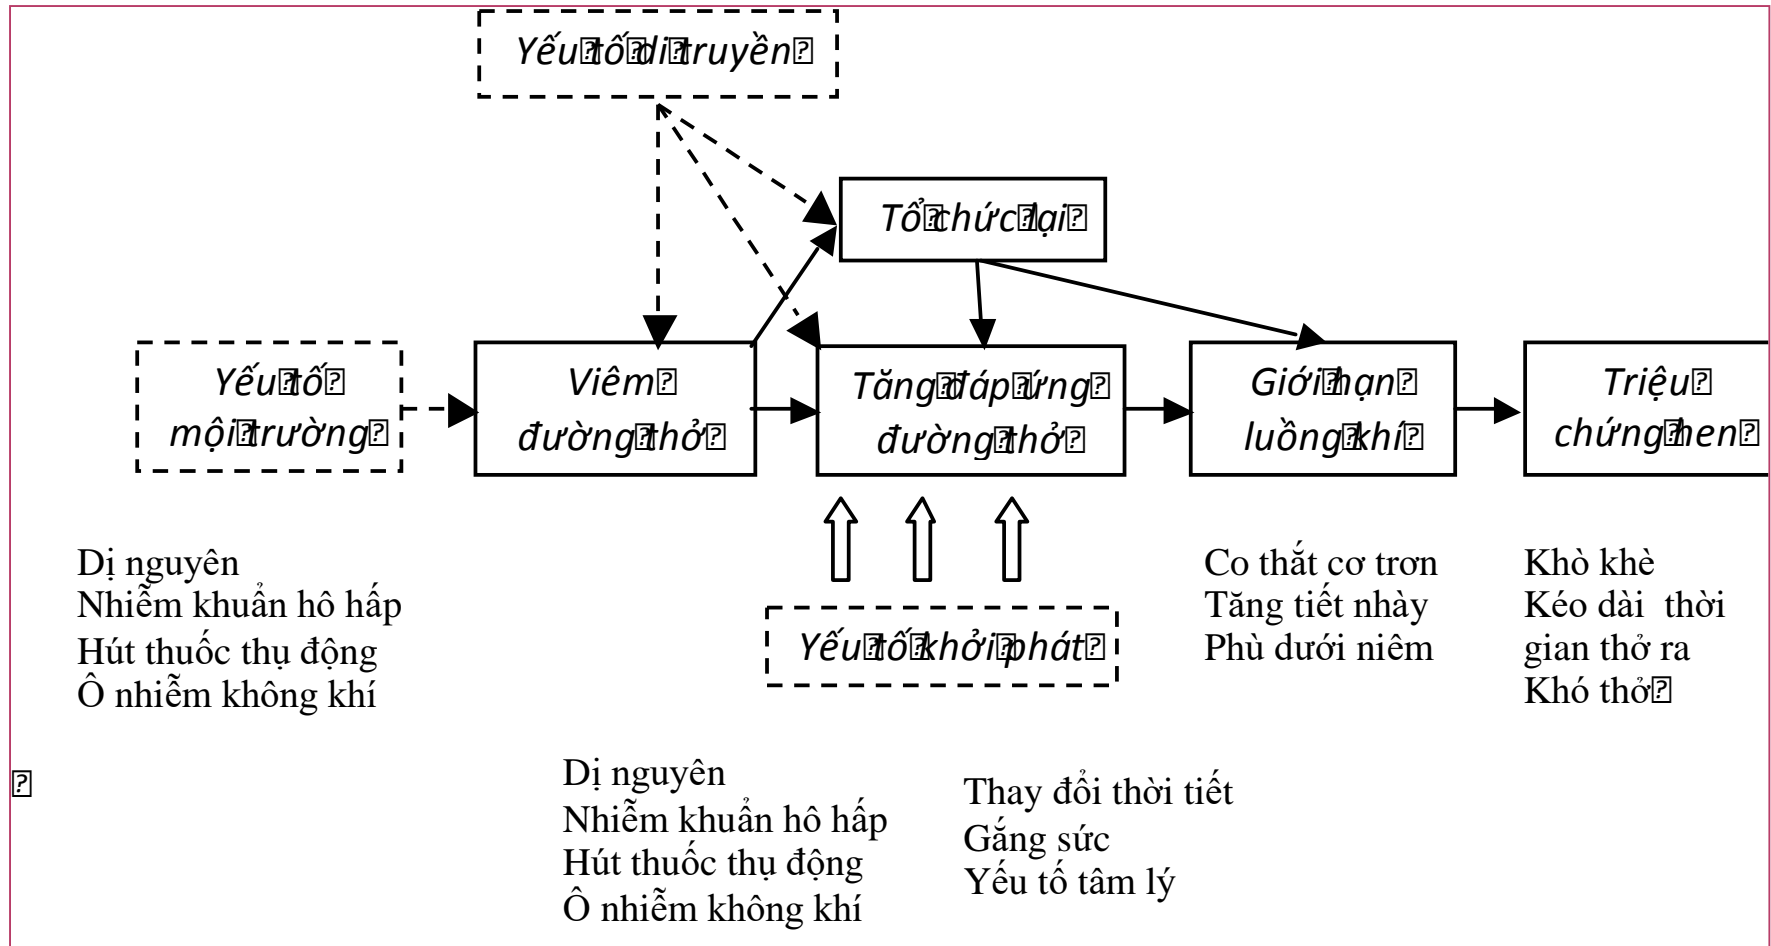 Yếu tố di truyền
Tổ chức lại
Yếu tố
mội trường
Viêm
đường thở
Tăng đáp ứng
đường thở
Giới hạn
luồng khí
Triệu
chứng hen
Dị nguyên
Nhiễm khuẩn hô hấp
Hút thuốc thụ động
Ô nhiễm không khí
Yếu tố khởi phát
Co thắt cơ trơn
Tăng tiết nhày
Phù dưới niêm
Khò khè
Kéo dài thời
gian thở ra
Khó thở
Dị nguyên
Nhiễm khuẩn hô hấp
Hút thuốc thụ động
Ô nhiễm không khí
Thay đổi thời tiết
Gắng sức
Yếu tố tâm lý